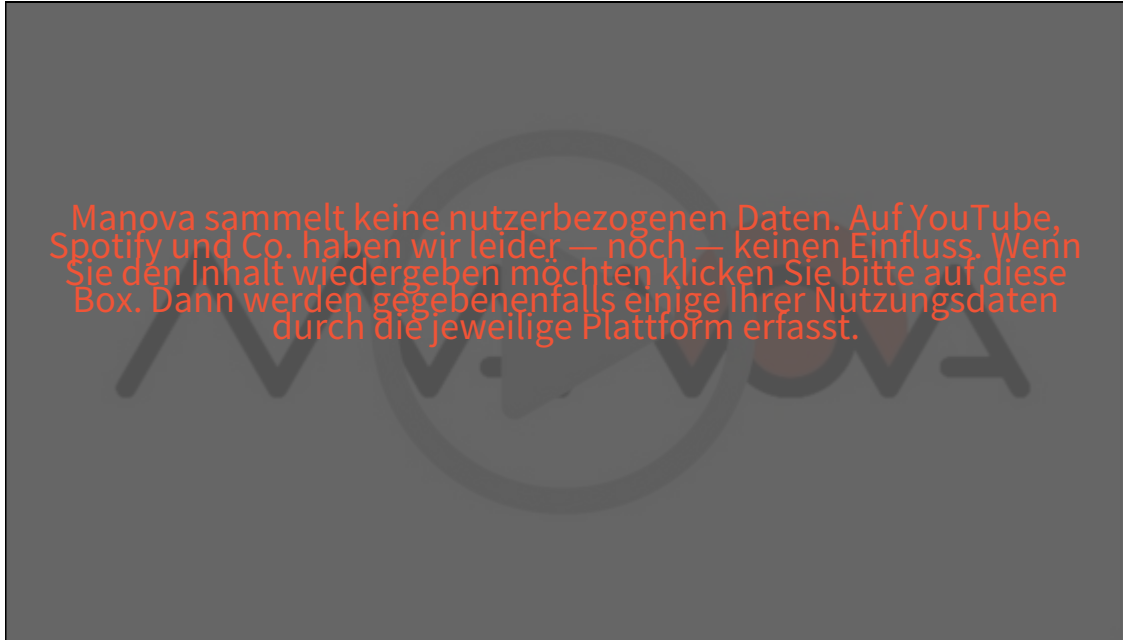 Manova sammelt keine nutzerbezogenen Daten. Auf YouTube,
Spotify und Co. haben wir leider — noch — keinen Einfluss. Wenn
Sie den Inhalt wiedergeben möchten klicken Sie bitte auf diese
Box. Dann werden gegebenenfalls einige Ihrer Nutzungsdaten
durch die jeweilige Plattform erfasst.
MANOVA